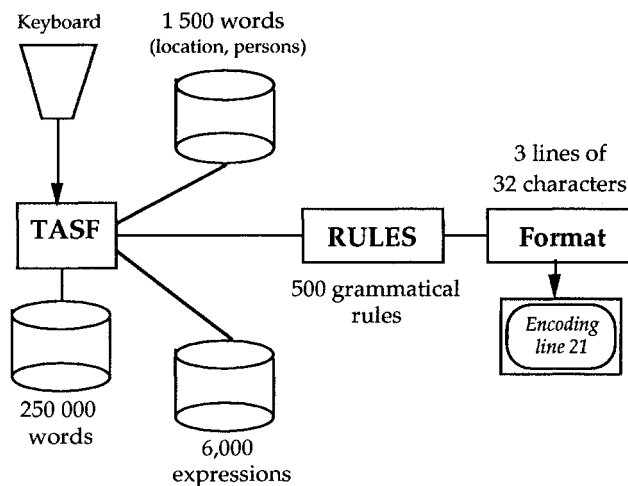 Keyboard
1 500 words
(location, persons)
3 lines of
32 characters
TASF
RULES
Format
500 grammatical
rules
Encoding
line 21
250 000
words
6,000
expressions